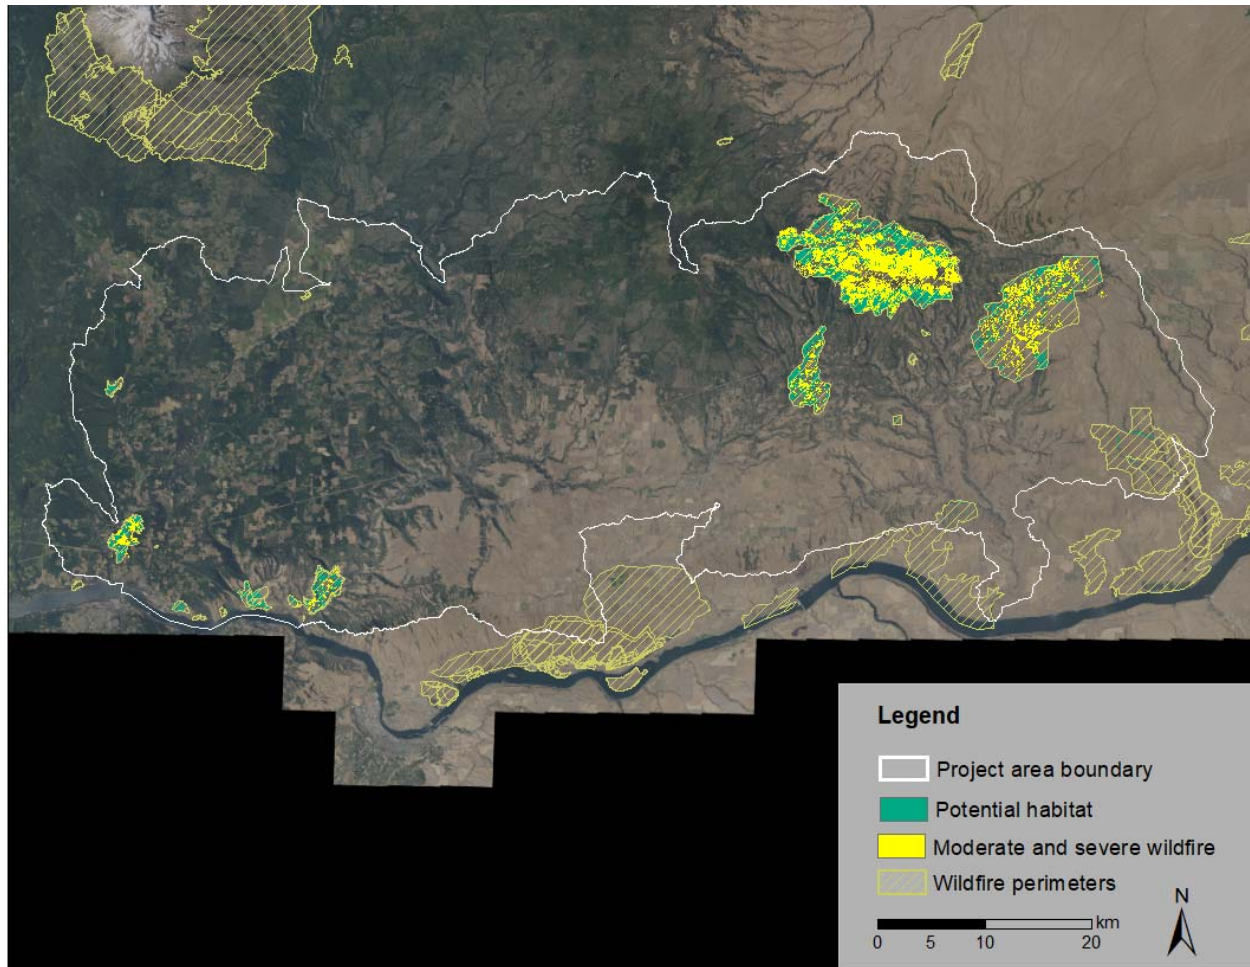 Legend
Project area boundary
Potential habitat
Moderate and severe wildfire
Wildfire perimeters
km
0 5 10 20
N